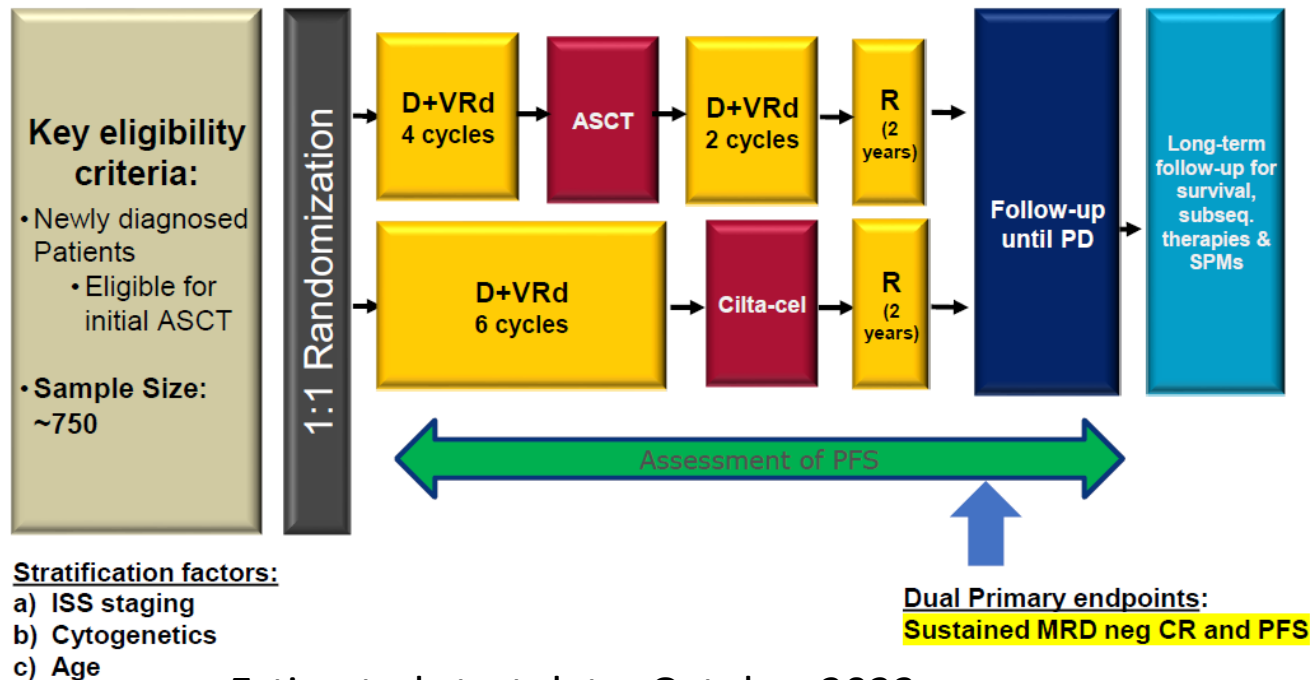 Key eligibility
criteria:
• Newly diagnosed
Patients
• Eligible for
initial ASCT
• Sample Size:
~750
1:1 Randomization
D+VRd
4 cycles
ASCT
D+VRd
2 cycles
R
(2
years)
D+VRd
6 cycles
Cilta-cel
R
(2
years)
Follow-up
until PD
Long-term
follow-up for
survival,
subseq.
therapies &
SPMs
Assessment of PFS
Stratification factors:
a) ISS staging
b) Cytogenetics
c) Age
Dual Primary endpoints:
Sustained MRD neg CR and PFS